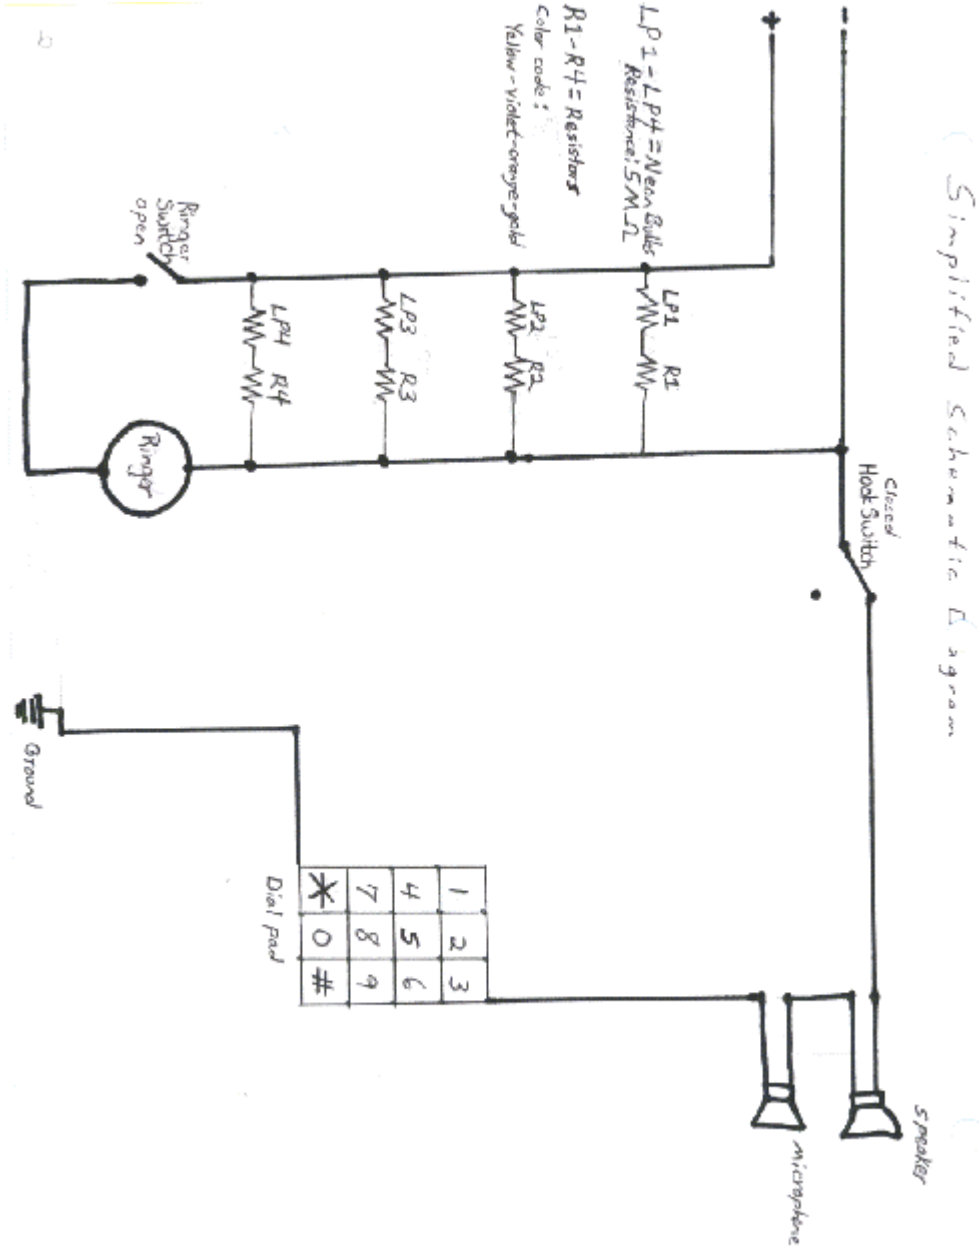 Simplified Schematic Diagram
-
+
LP1-LP4 = Neon Bulbs
Resistance: 5MΩ
R1-R4 = Resistors
Color code:
Yellow-violet-orange-gold
Closed
Hook Switch
LP1 R1
LP2 R2
LP3 R3
LP4 R4
Ringer
Switch
open
Ringer
Speaker
microphone
1 2 3
4 5 6
7 8 9
* 0 #
Dial pad
Ground